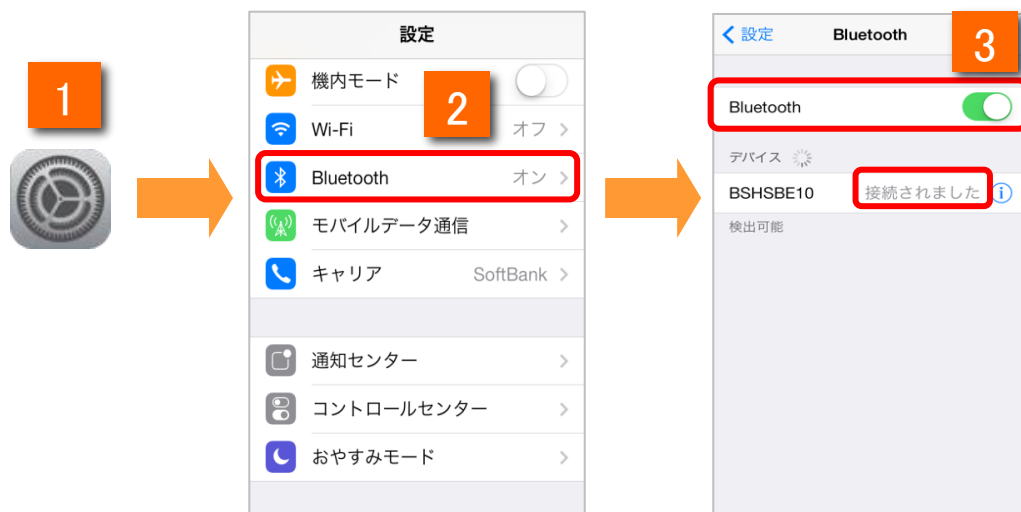 1
設定
機内モード
2
Wi-Fi オフ
Bluetooth オン
モバイルデータ通信
キャリア SoftBank
通知センター
コントロールセンター
おやすみモード
設定 Bluetooth
3
Bluetooth
デバイス
BSHSBE10 接続されました
検出可能